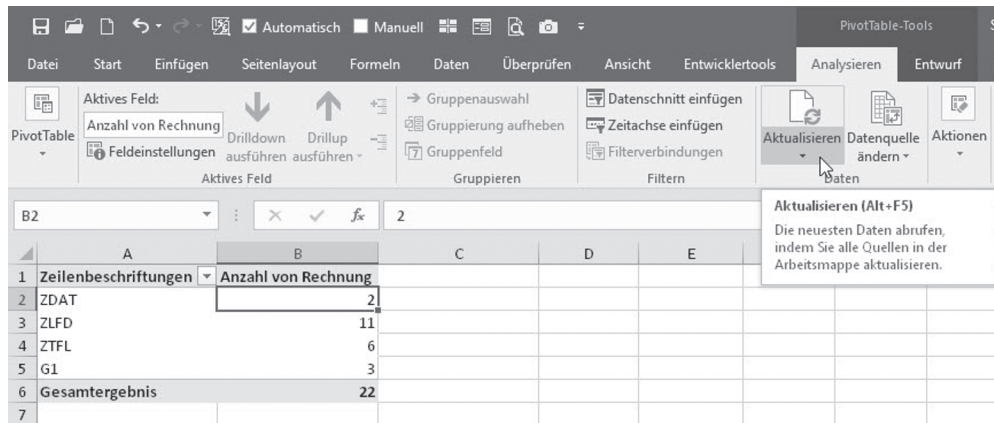 Automatisch Manuell PivotTable-Tools S
Datei Start Einfügen Seitenlayout Formeln Daten Überprüfen Ansicht Entwicklertools Analysieren Entwurf
PivotTable
Aktives Feld:
Anzahl von Rechnung
Feldeinstellungen
Drilldown ausführen
Drillup ausführen
Aktives Feld
Gruppenauswahl
Gruppierung aufheben
7 Gruppenfeld
Gruppieren
Datenschnitt einfügen
Zeitachse einfügen
Filterverbindungen
Filtern
Aktualisieren
Datenquelle ändern
Daten
Aktionen
B2 fx 2
Aktualisieren (Alt+F5)
Die neuesten Daten abrufen,
indem Sie alle Quellen in der
Arbeitsmappe aktualisieren.
A B C D E
1 Zeilenbeschriftungen Anzahl von Rechnung
2 ZDAT 2
3 ZLFD 11
4 ZTFL 6
5 G1 3
6 Gesamtergebnis 22
7